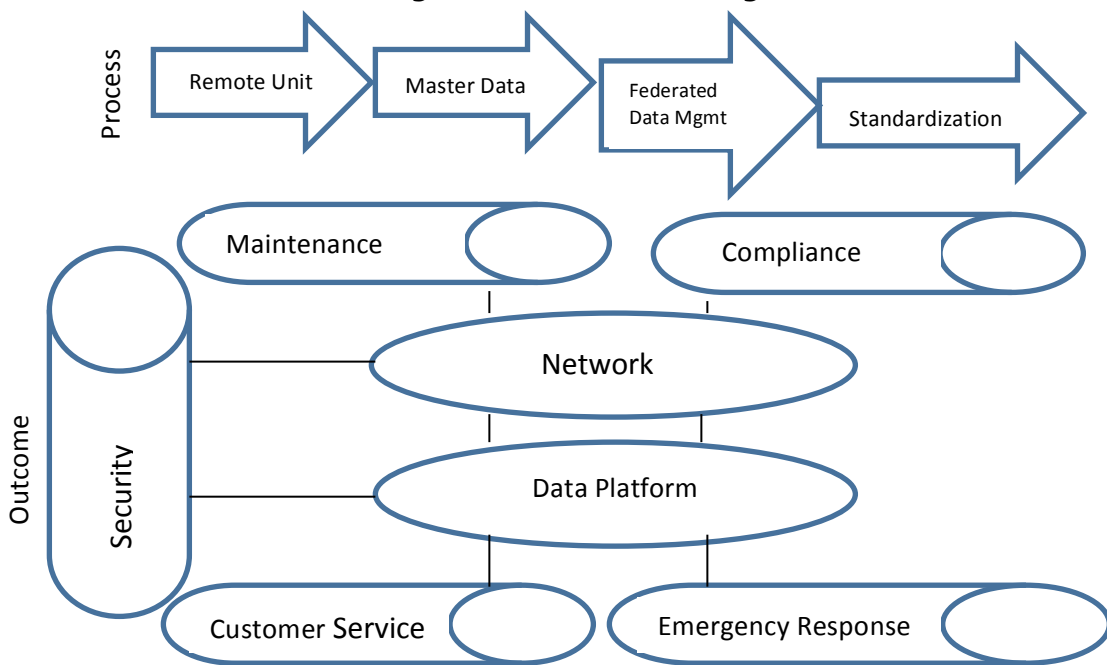 Process
Remote Unit
Master Data
Federated
Data Mgmt
Standardization
Maintenance
Compliance
Network
Outcome
Security
Data Platform
Customer Service
Emergency Response